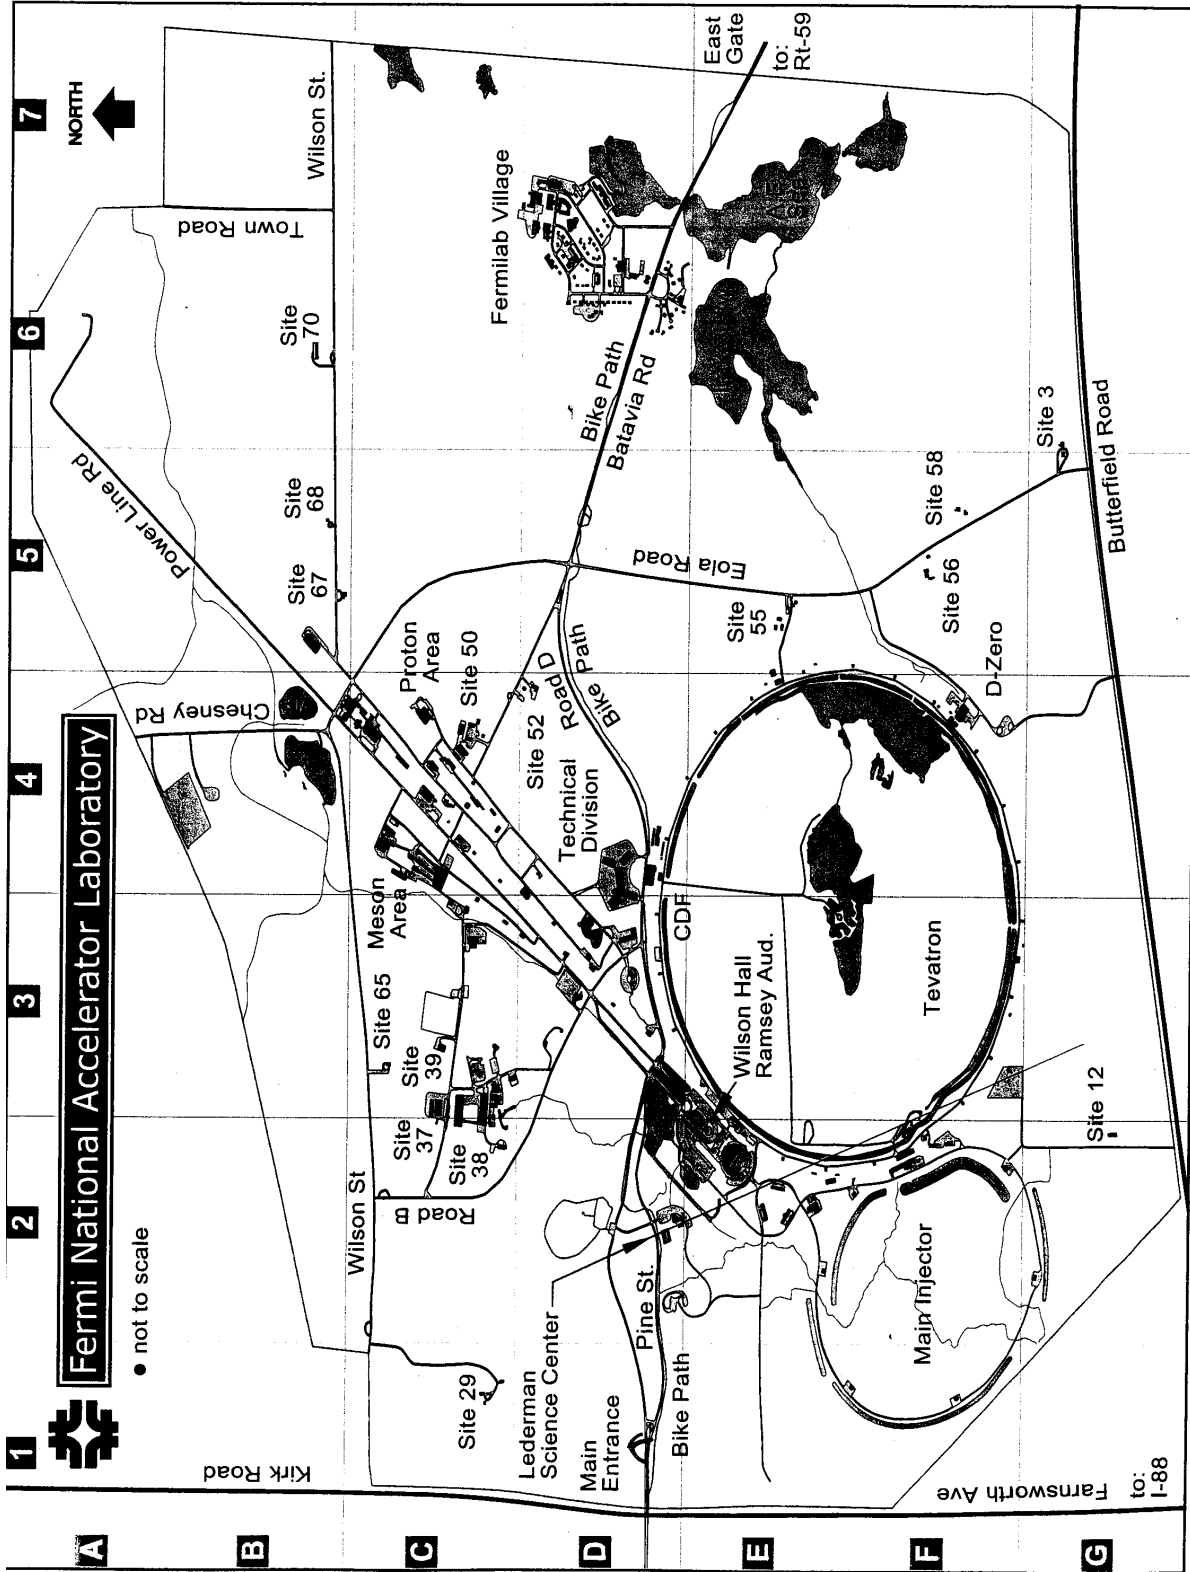 Fermi National Accelerator Laboratory
● not to scale
NORTH
1
2
3
4
5
6
7
A
B
C
D
E
F
G
Kirk Road
Wilson St
Road B
Site 29
Site
37
Site
38
Site
39
Site 65
Meson
Area
Chesney Rd
Power Line Rd
Proton
Area
Site 50
Site 52
Site
67
Site
68
Site
70
Town Road
Wilson St.
Fermilab Village
East
Gate
to:
Rt-59
Bike Path
Batavia Rd
Lederman
Science Center
Main
Entrance
Pine St.
Bike Path
Technical
Division
Road D
Bike Path
Eola Road
CDF
Wilson Hall
Ramsey Aud.
Site
55
Site 56
Site 58
Site 3
D-Zero
Tevatron
Main Injector
Site 12
Butterfield Road
Farnsworth Ave
to:
I-88